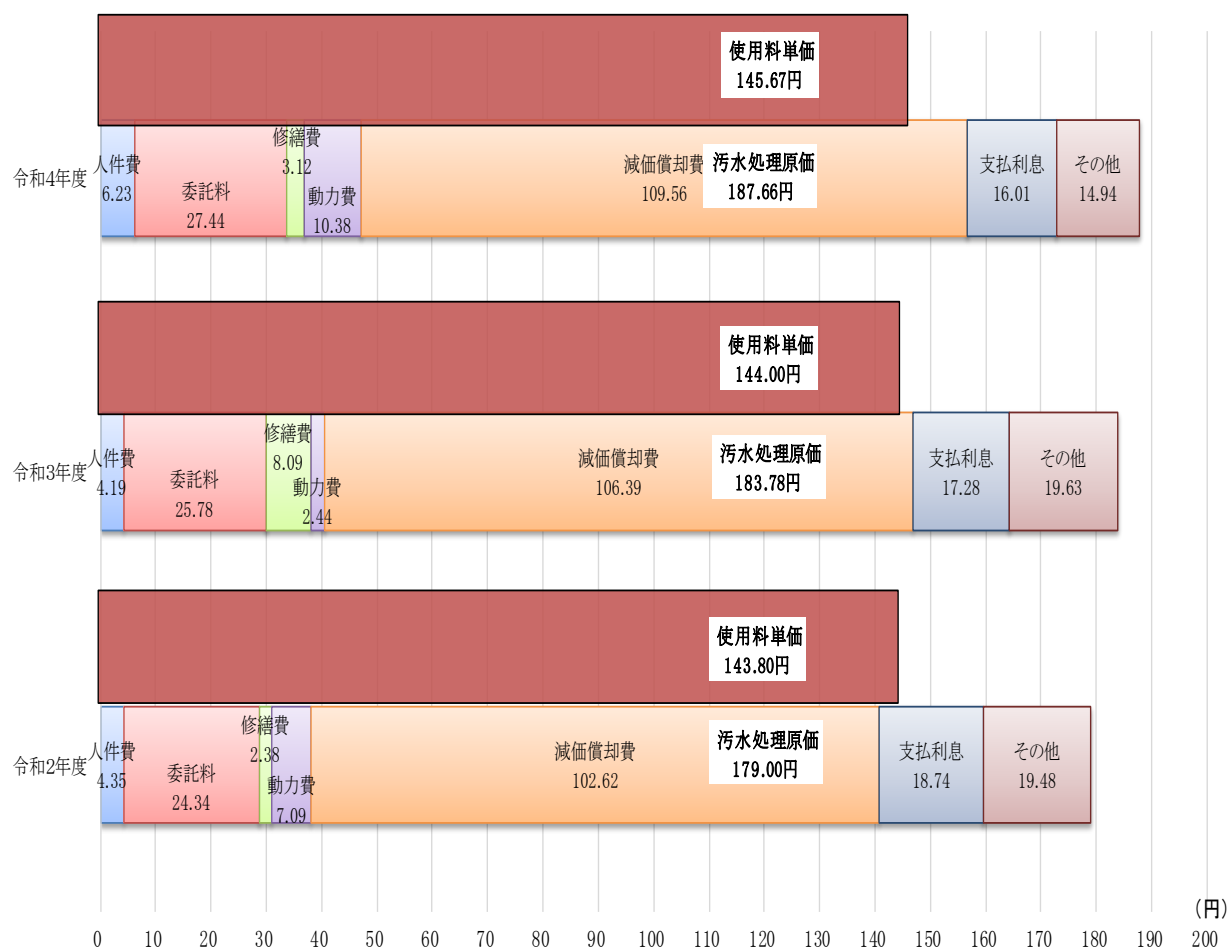 使用料単価
145.67円
令和4年度
人件費
6.23
委託料
27.44
修繕費
3.12
動力費
10.38
減価償却費
109.56
汚水処理原価
187.66円
支払利息
16.01
その他
14.94
使用料単価
144.00円
令和3年度
人件費
4.19
委託料
25.78
修繕費
8.09
動力費
2.44
減価償却費
106.39
汚水処理原価
183.78円
支払利息
17.28
その他
19.63
使用料単価
143.80円
令和2年度
人件費
4.35
委託料
24.34
修繕費
2.38
動力費
7.09
減価償却費
102.62
汚水処理原価
179.00円
支払利息
18.74
その他
19.48
(円)
0 10 20 30 40 50 60 70 80 90 100 110 120 130 140 150 160 170 180 190 200